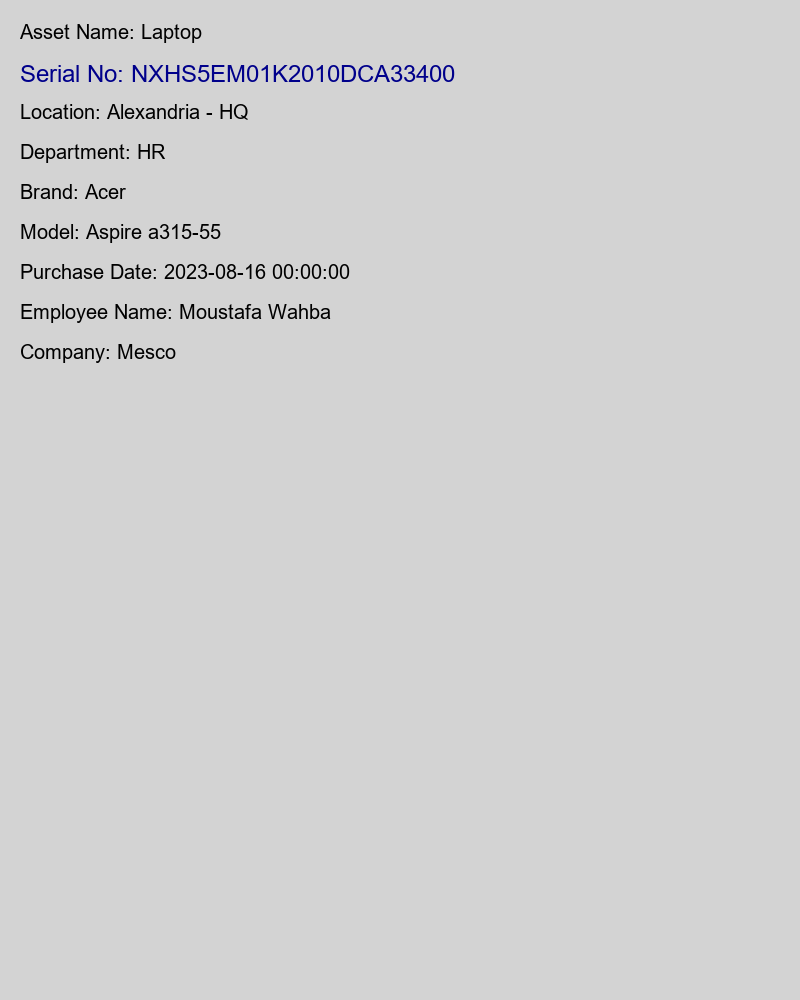 Asset Name: Laptop
Serial No: NXHS5EM01K2010DCA33400
Location: Alexandria - HQ
Department: HR
Brand: Acer
Model: Aspire a315-55
Purchase Date: 2023-08-16 00:00:00
Employee Name: Moustafa Wahba
Company: Mesco